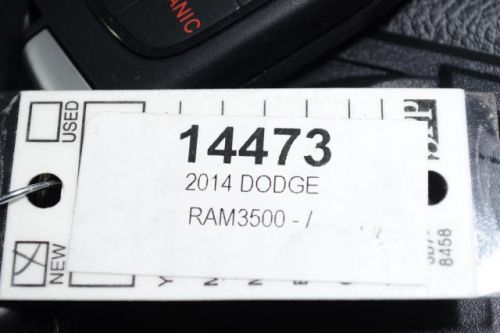 ANIC
USED
14473
2014 DODGE
RAM3500 - /
NEW
8458